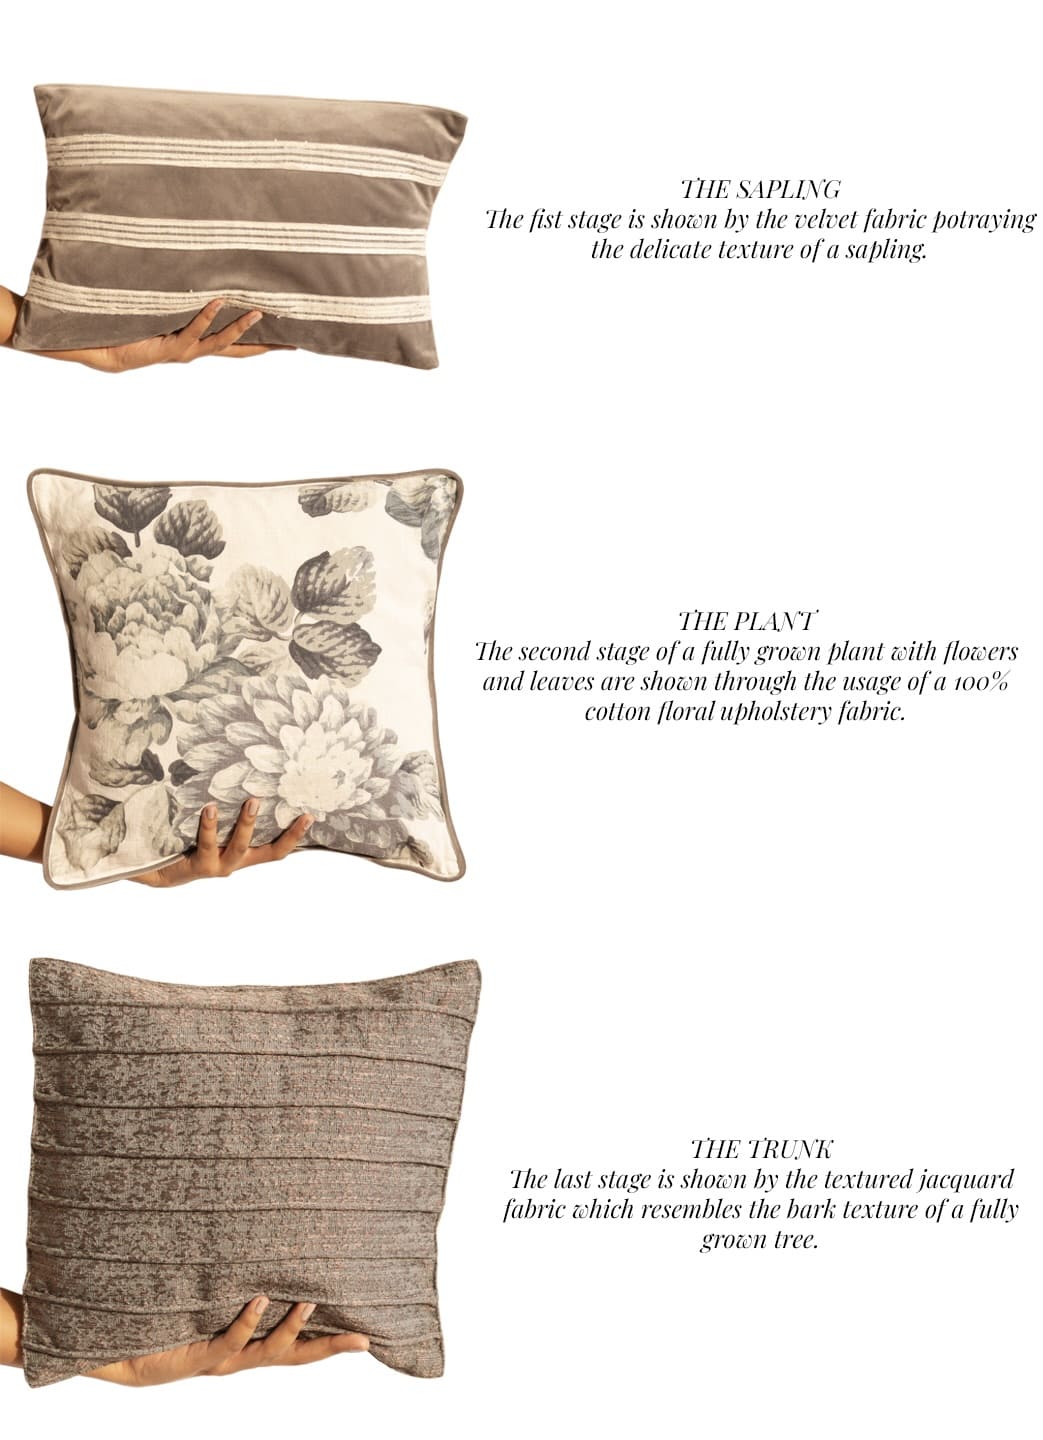 THE SAPLING
The fist stage is shown by the velvet fabric potraying
the delicate texture of a sapling.
THE PLANT
The second stage of a fully grown plant with flowers
and leaves are shown through the usage of a 100%
cotton floral upholstery fabric.
THE TRUNK
The last stage is shown by the textured jacquard
fabric which resembles the bark texture of a fully
grown tree.